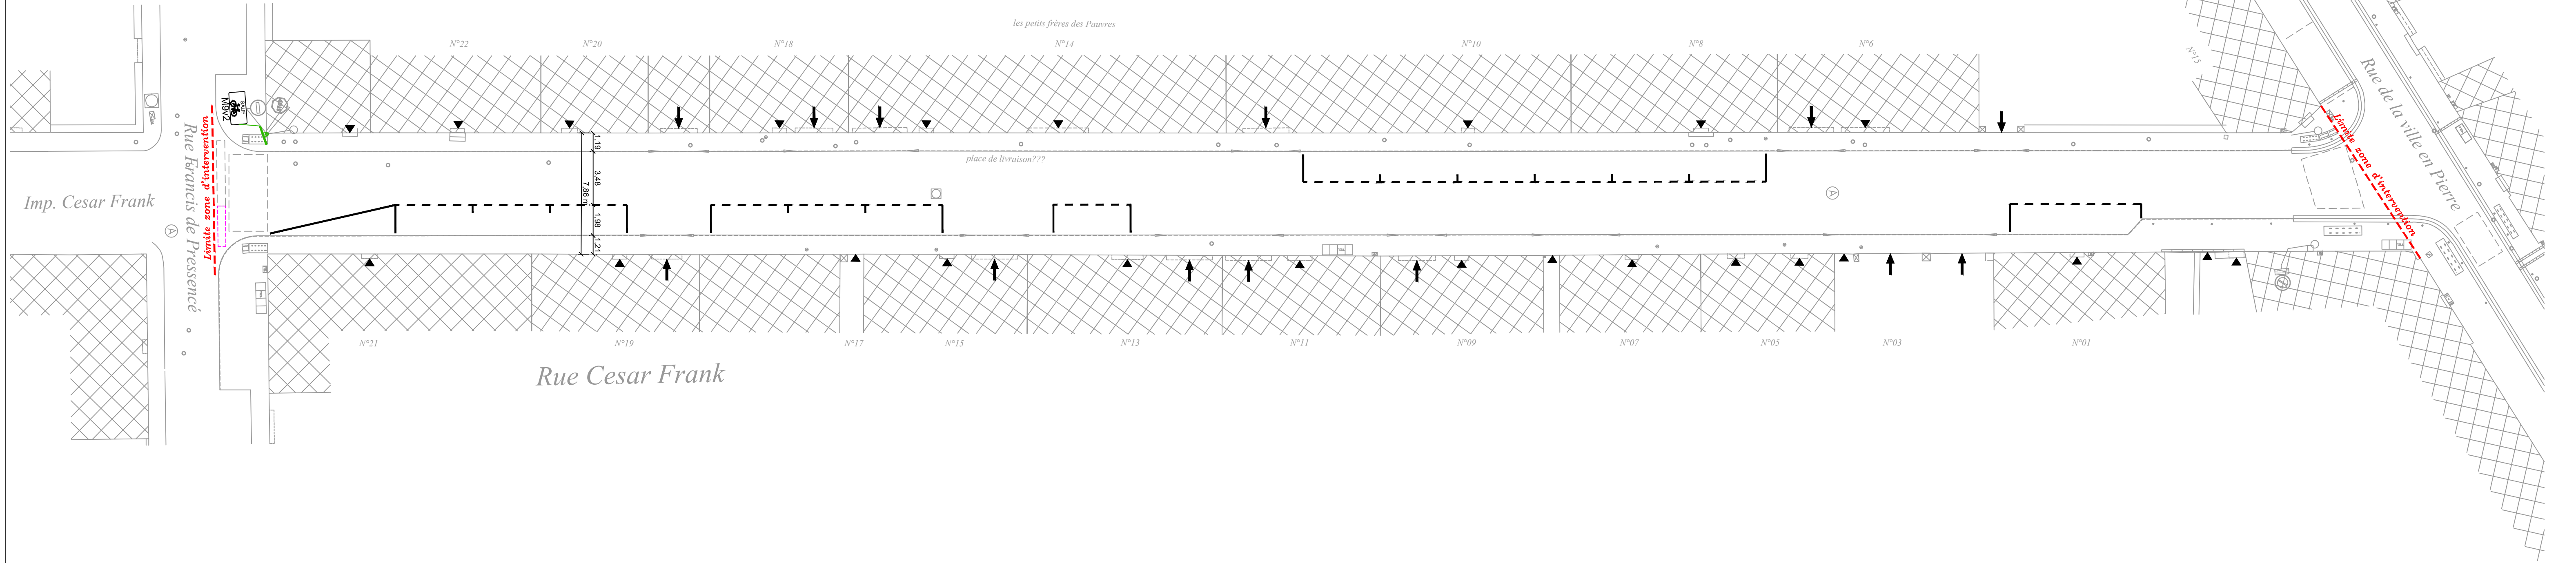 les petits frères des Pauvres
N°22
N°20
N°18
N°14
N°10
N°8
N°6
N°15
Rue de la ville en Pierre
Limite zone d'intervention
M9v2
Rue Francis de Pressencé
Limite zone d'intervention
Imp. Cesar Frank
A
1,19
3,48
7,86 m
1,98
1,21
place de livraison???
A
N°21
N°19
N°17
N°15
N°13
N°11
N°09
N°07
N°05
N°03
N°01
Rue Cesar Frank